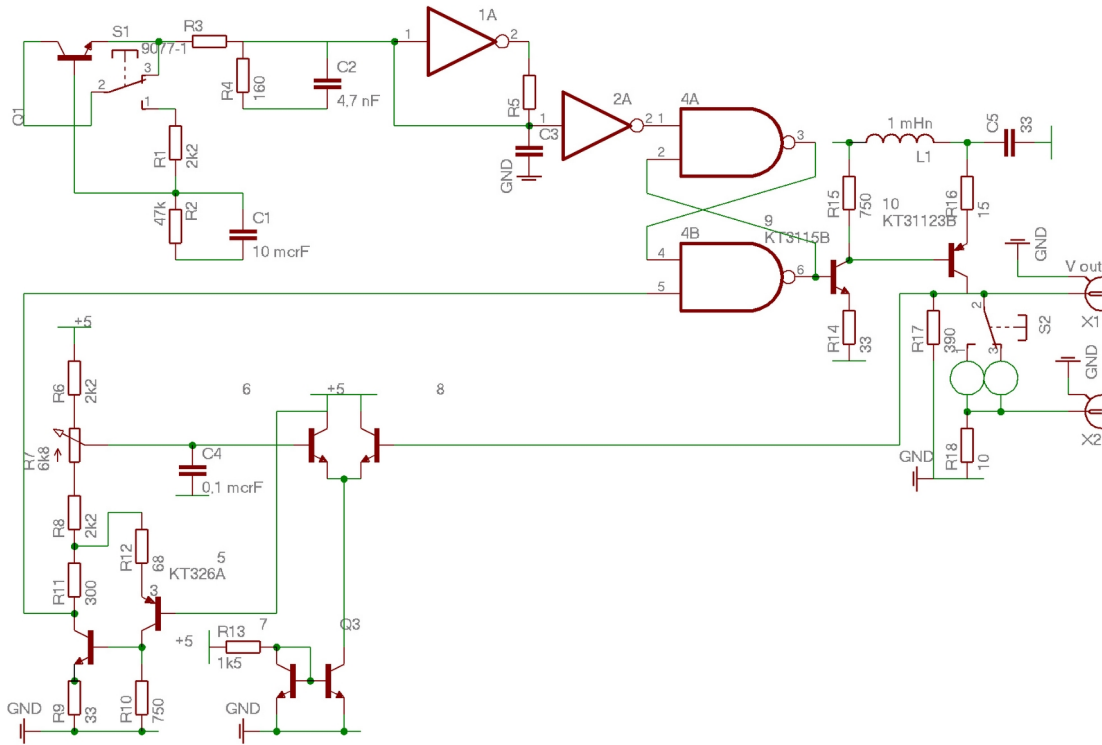 1A
S1
R3
9077-1
1
2
3
2
1
R4
160
C2
4.7 nF
R5
2A
4A
1
C3
2
1
3
2
Q1
R1
2k2
GND
1 mHn
L1
C5
33
47k
R2
C1
10 mcrF
R15
750
10
R16
15
KT31123B
9
KT3115B
4B
4
5
6
GND
V out
X1
R14
33
R17
390
2
S2
1
3
GND
X2
+5
R6
2k2
6
+5
8
R7
6k8
C4
0,1 mcrF
GND
R18
10
R8
2k2
R12
68
5
KT326A
3
R11
300
+5
R13
1k5
7
Q3
GND
R9
33
R10
750
GND